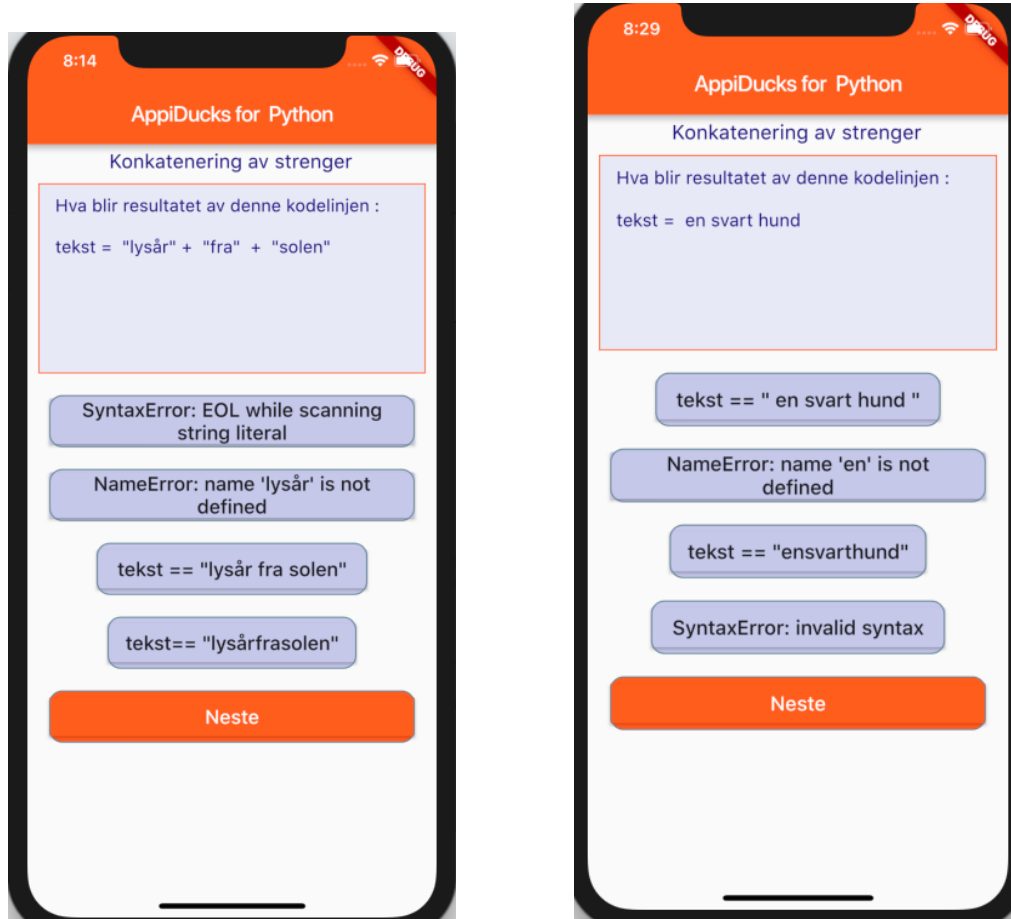 8:14
DEBUG
AppiDucks for Python
Konkatenering av strenger
Hva blir resultatet av denne kodelinjen :
tekst = "lysår" + "fra" + "solen"
SyntaxError: EOL while scanning
string literal
NameError: name 'lysår' is not
defined
tekst == "lysår fra solen"
tekst== "lysårfrasolen"
Neste
8:29
DEBUG
AppiDucks for Python
Konkatenering av strenger
Hva blir resultatet av denne kodelinjen :
tekst = en svart hund
tekst == " en svart hund "
NameError: name 'en' is not
defined
tekst == "ensvarthund"
SyntaxError: invalid syntax
Neste